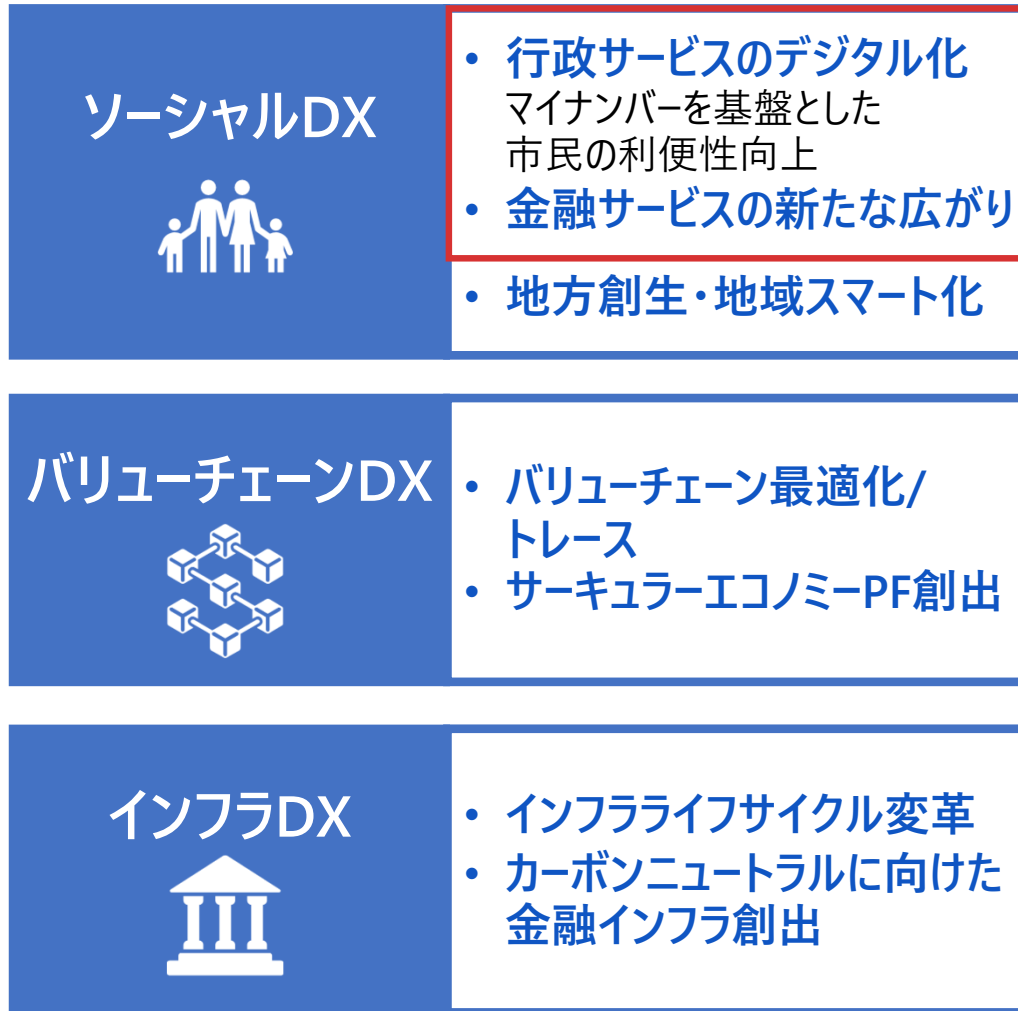 ソーシャルDX
• 行政サービスのデジタル化
マイナンバーを基盤とした
市民の利便性向上
• 金融サービスの新たな広がり
• 地方創生・地域スマート化
バリューチェーンDX
• バリューチェーン最適化/
トレース
• サーキュラーエコノミーPF創出
インフラDX
• インフラライフサイクル変革
• カーボンニュートラルに向けた
金融インフラ創出